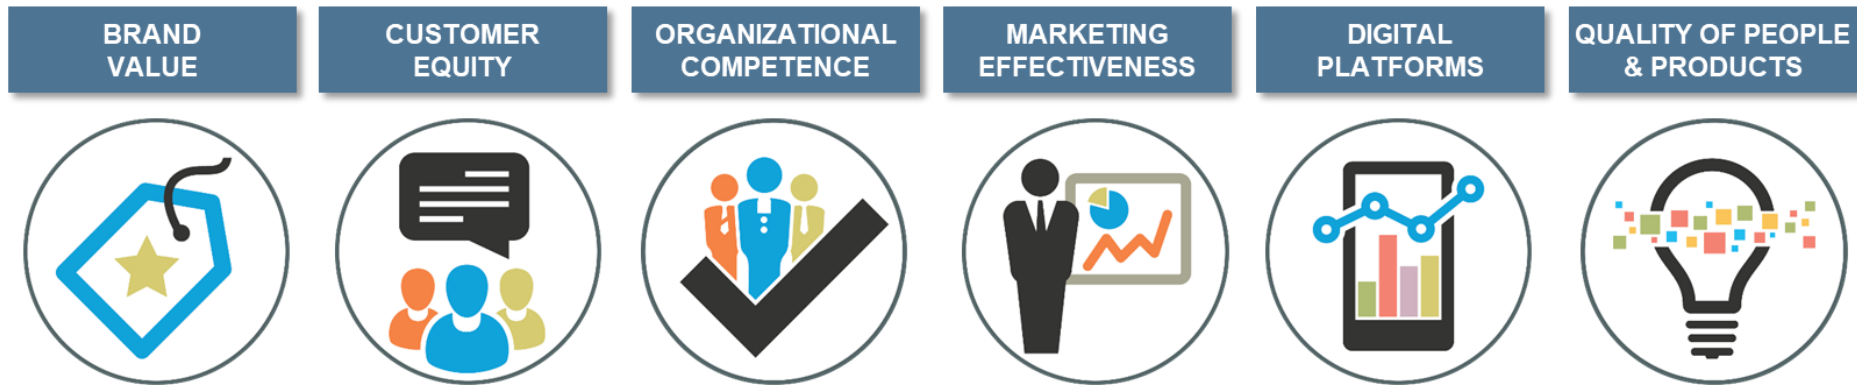 BRAND
VALUE
CUSTOMER
EQUITY
ORGANIZATIONAL
COMPETENCE
MARKETING
EFFECTIVENESS
DIGITAL
PLATFORMS
QUALITY OF PEOPLE
& PRODUCTS